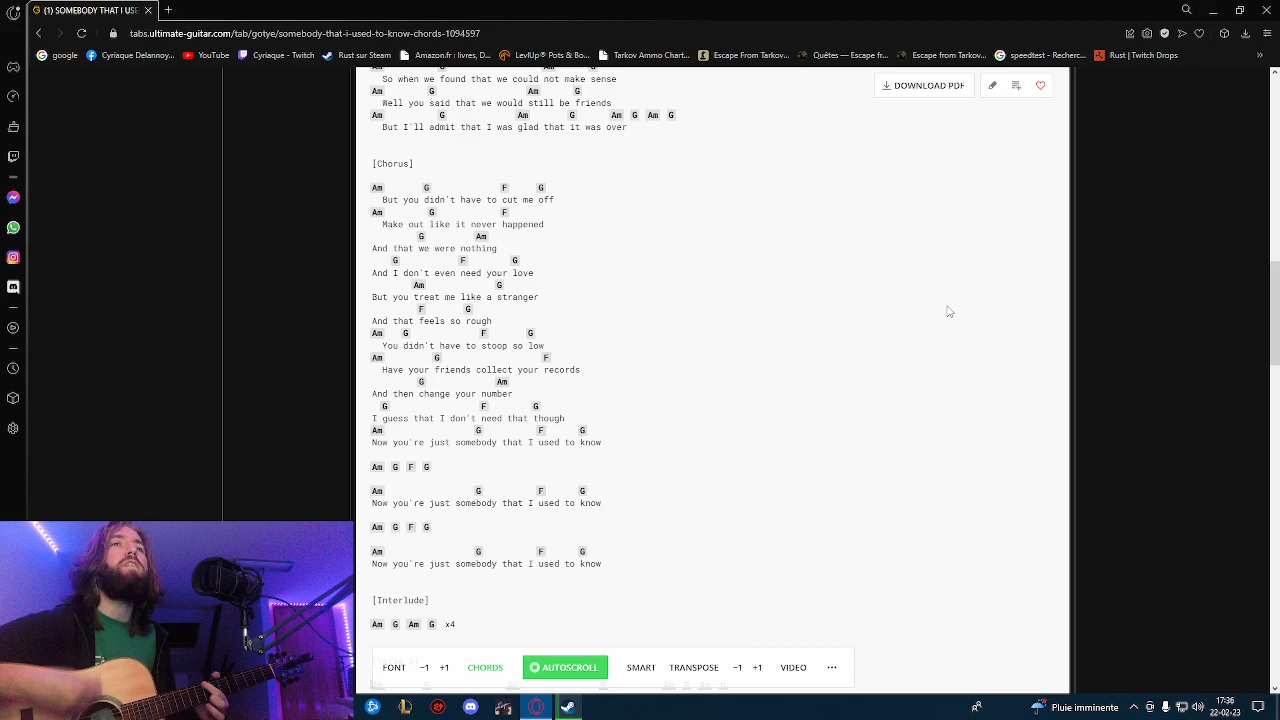 (1) SOMEBODY THAT I USE
tabs.ultimate-guitar.com/tab/gotye/somebody-that-i-used-to-know-chords-1094597
google
Cyriaque Delannoy -
YouTube
Cyriaque - Twitch
Rust sur Steam
Amazon.fr : livres, D...
LevlUp® Pots & Bo...
Tarkov Ammo Chart...
Escape From Tarkov...
Quêtes — Escape fr...
Escape from Tarkov...
speedtest - Recherc...
Rust | Twitch Drops
DOWNLOAD PDF
So when we found that we could not make sense
Am G Am G
Well you said that we would still be friends
Am G Am G Am G Am G
But I'll admit that I was glad that it was over
[Chorus]
Am G F G
But you didn't have to cut me off
Am G F
Make out like it never happened
G Am
And that we were nothing
G F G
And I don't even need your love
Am G
But you treat me like a stranger
F G
And that feels so rough
Am G F G
You didn't have to stoop so low
Am G F
Have your friends collect your records
G Am
And then change your number
G F G
I guess that I don't need that though
Am G F G
Now you're just somebody that I used to know
Am G F G
Am G F G
Now you're just somebody that I used to know
Am G F G
Am G F G
Now you're just somebody that I used to know
[Interlude]
Am G Am G x4
FONT −1 +1 CHORDS AUTOSCROLL SMART TRANSPOSE −1 +1 VIDEO ...
Pluie imminente
17:36
22-02-23